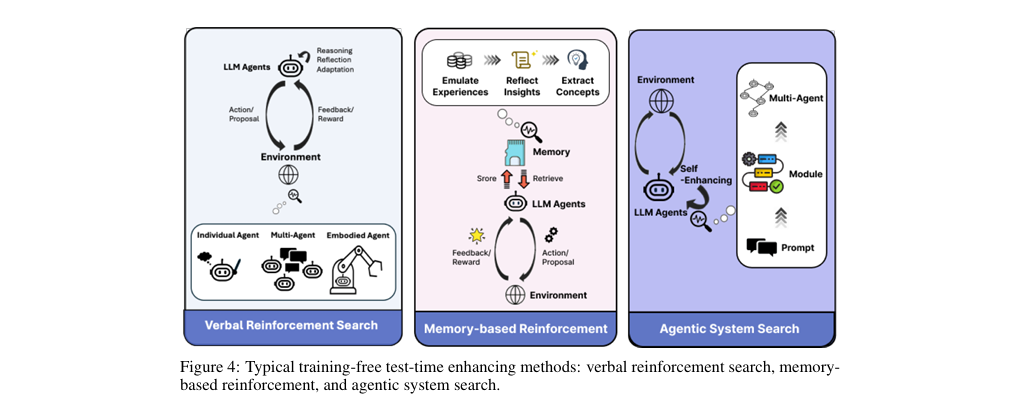 LLM Agents
Reasoning
Reflection
Adaptation
Action/
Proposal
Feedback/
Reward
Environment
Individual Agent
Multi-Agent
Embodied Agent
Verbal Reinforcement Search
Emulate
Experiences
Reflect
Insights
Extract
Concepts
Memory
Srore
Retrieve
LLM Agents
Feedback/
Reward
Action/
Proposal
Environment
Memory-based Reinforcement
Environment
Self
-Enhancing
LLM Agents
Multi-Agent
Module
Prompt
Agentic System Search
Figure 4: Typical training-free test-time enhancing methods: verbal reinforcement search, memory-
based reinforcement, and agentic system search.